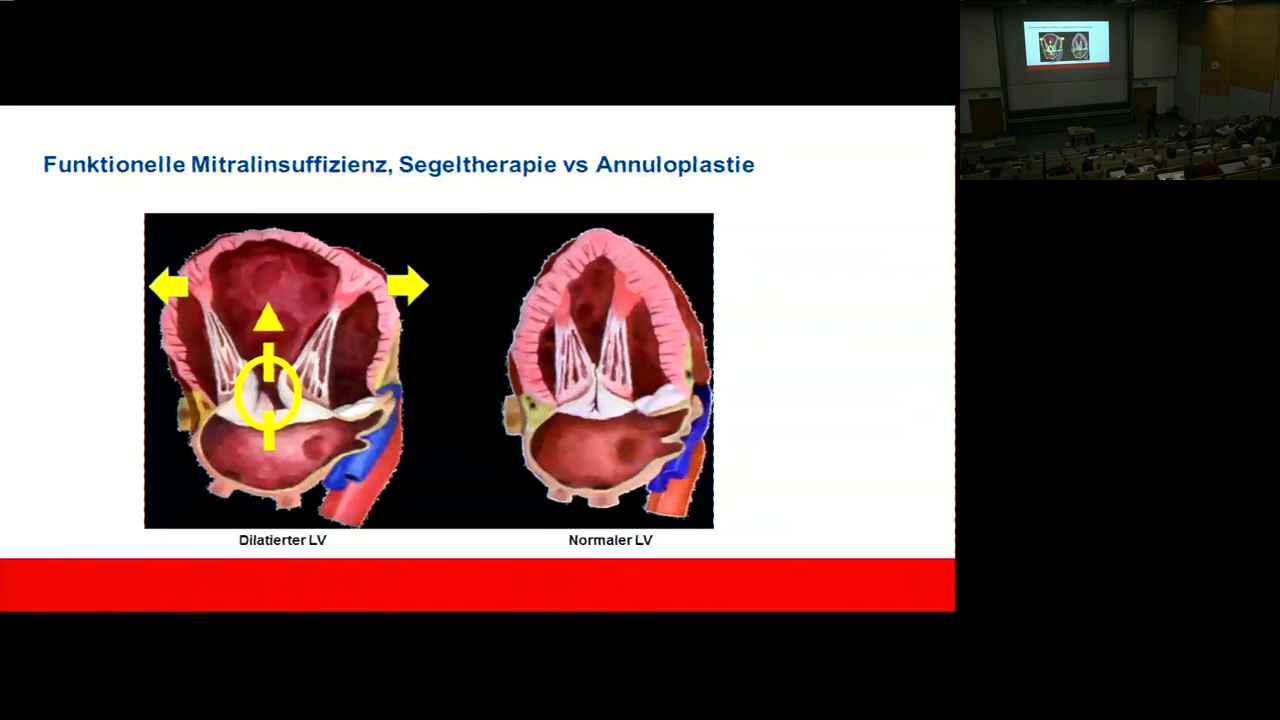 Funktionelle Mitralinsuffizienz, Segeltherapie vs Annuloplastie
Dilatierter LV
Normaler LV